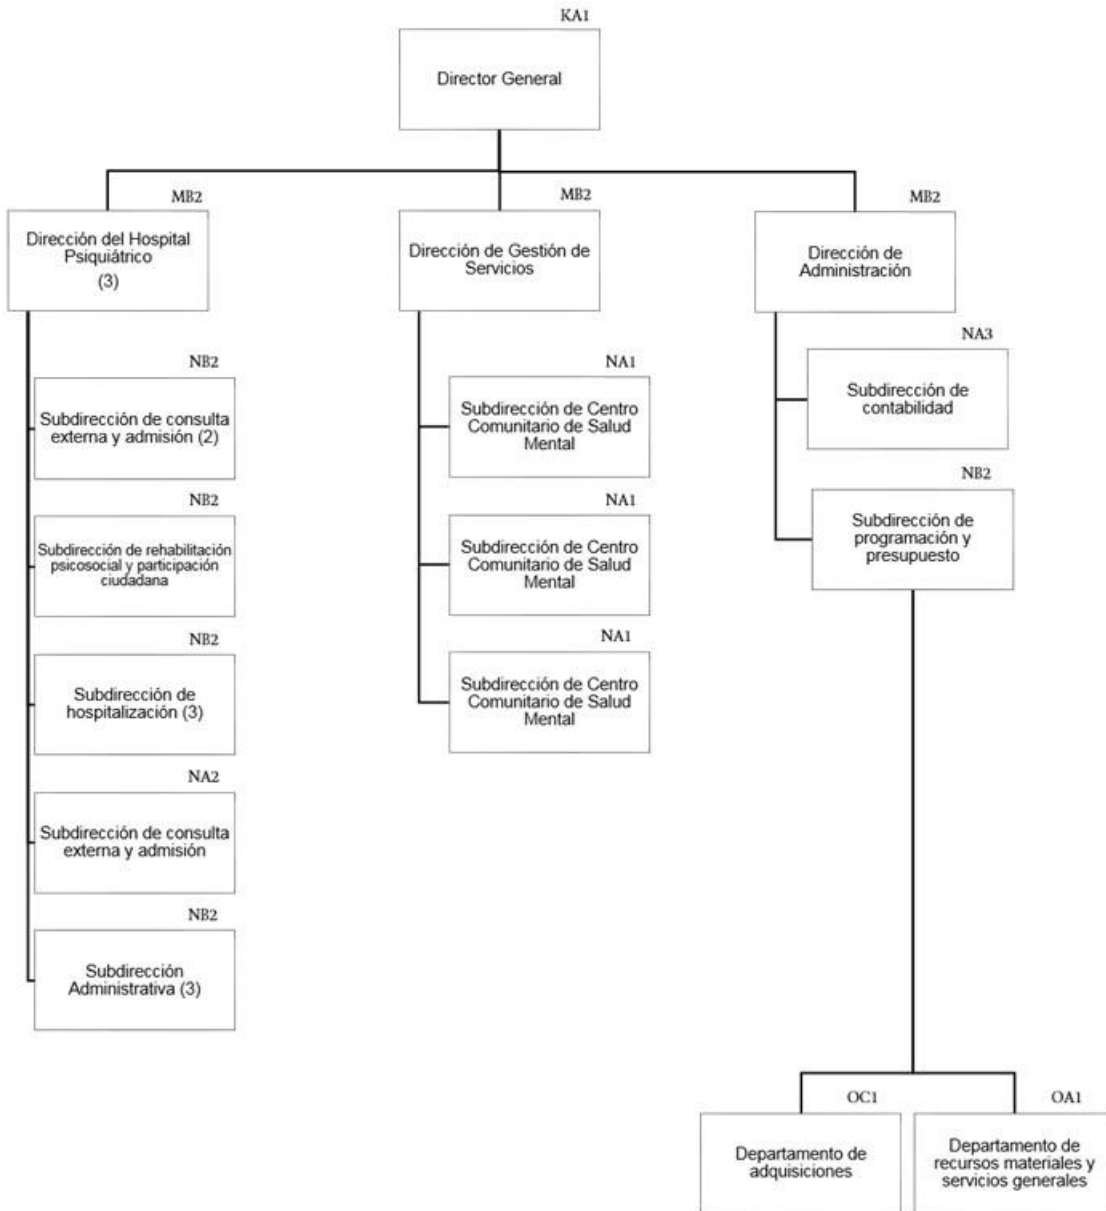 KA1
Director General
MB2
Dirección del Hospital
Psiquiátrico
(3)
MB2
Dirección de Gestión de
Servicios
MB2
Dirección de
Administración
NB2
Subdirección de consulta
externa y admisión (2)
NB2
Subdirección de rehabilitación
psicosocial y participación
ciudadana
NB2
Subdirección de
hospitalización (3)
NA2
Subdirección de consulta
externa y admisión
NB2
Subdirección
Administrativa (3)
NA1
Subdirección de Centro
Comunitario de Salud
Mental
NA1
Subdirección de Centro
Comunitario de Salud
Mental
NA1
Subdirección de Centro
Comunitario de Salud
Mental
NA3
Subdirección de
contabilidad
NB2
Subdirección de
programación y
presupuesto
OC1
Departamento de
adquisiciones
OA1
Departamento de
recursos materiales y
servicios generales